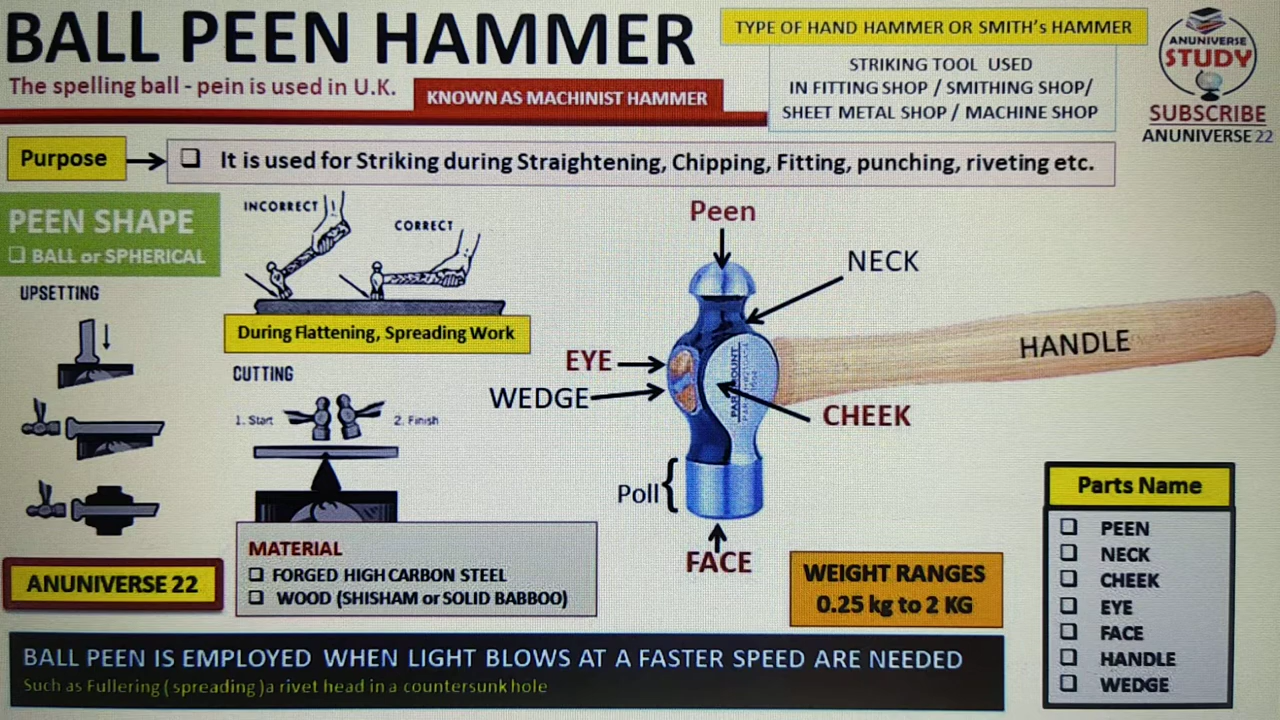 BALL PEEN HAMMER
The spelling ball - pein is used in U.K.
KNOWN AS MACHINIST HAMMER
TYPE OF HAND HAMMER OR SMITH's HAMMER
STRIKING TOOL USED
IN FITTING SHOP / SMITHING SHOP/
SHEET METAL SHOP / MACHINE SHOP
ANUNIVERSE
STUDY
SUBSCRIBE
ANUNIVERSE 22
Purpose
❑ It is used for Striking during Straightening, Chipping, Fitting, punching, riveting etc.
PEEN SHAPE
❑ BALL or SPHERICAL
UPSETTING
INCORRECT
CORRECT
During Flattening, Spreading Work
CUTTING
1. Start
2. Finish
Peen
NECK
EYE
WEDGE
HANDLE
CHEEK
PARAMOUNT
Poll
FACE
MATERIAL
❑ FORGED HIGH CARBON STEEL
❑ WOOD (SHISHAM or SOLID BABBOO)
ANUNIVERSE 22
WEIGHT RANGES
0.25 kg to 2 KG
Parts Name
❑ PEEN
❑ NECK
❑ CHEEK
❑ EYE
❑ FACE
❑ HANDLE
❑ WEDGE
BALL PEEN IS EMPLOYED WHEN LIGHT BLOWS AT A FASTER SPEED ARE NEEDED
Such as Fullering ( spreading ) a rivet head in a countersunk hole